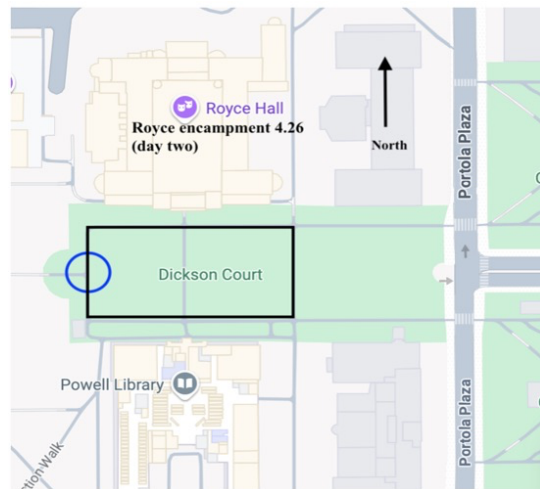 Royce Hall
Royce encampment 4.26
(day two)
North
Portola Plaza
Dickson Court
Powell Library
Portola Plaza